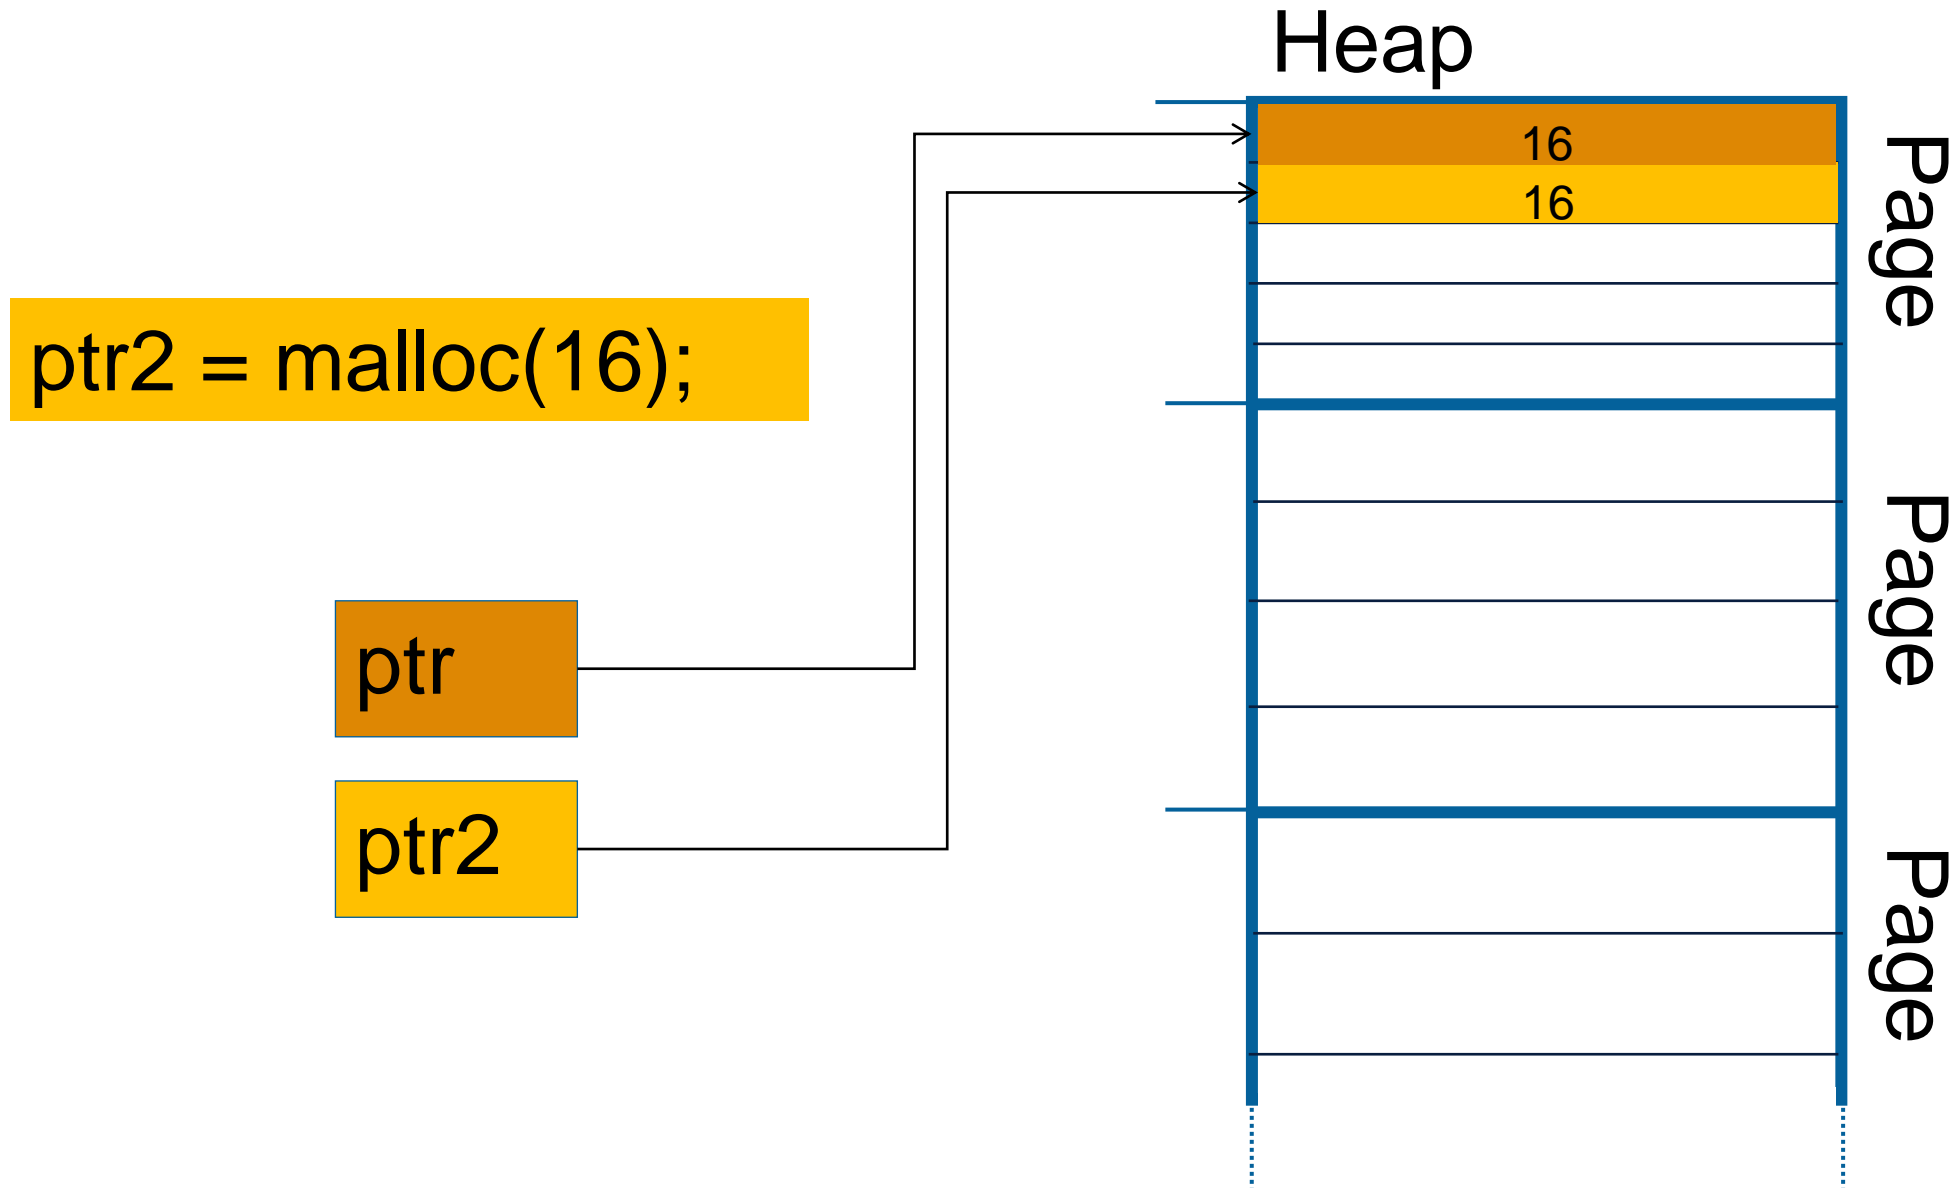 Heap
16
16
ptr2 = malloc(16);
ptr
ptr2
Page
Page
Page